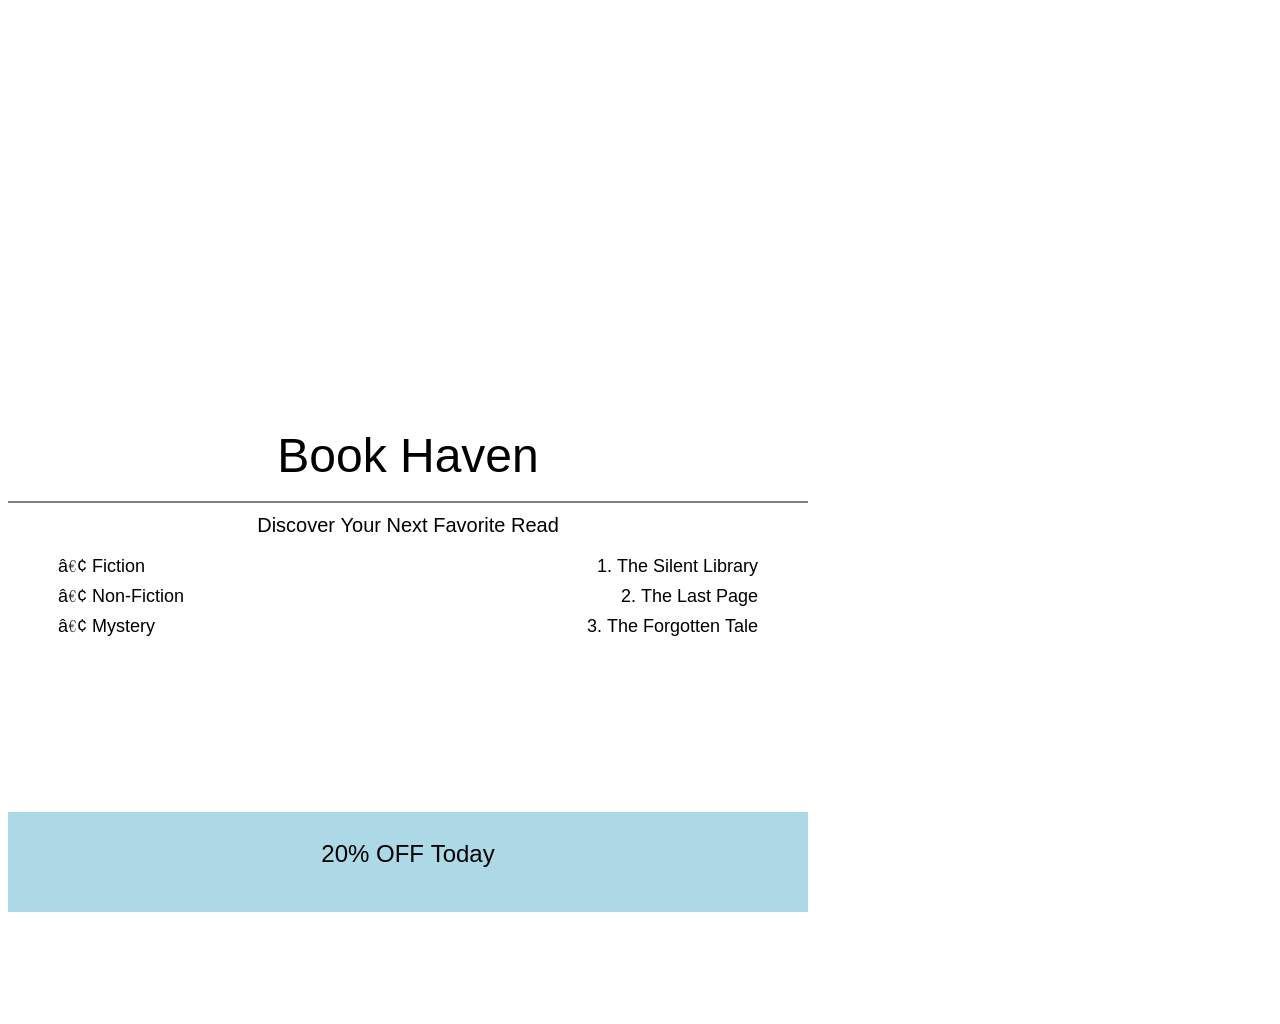 Book Haven
Discover Your Next Favorite Read
â€¢ Fiction
â€¢ Non-Fiction
â€¢ Mystery
1. The Silent Library
2. The Last Page
3. The Forgotten Tale
20% OFF Today